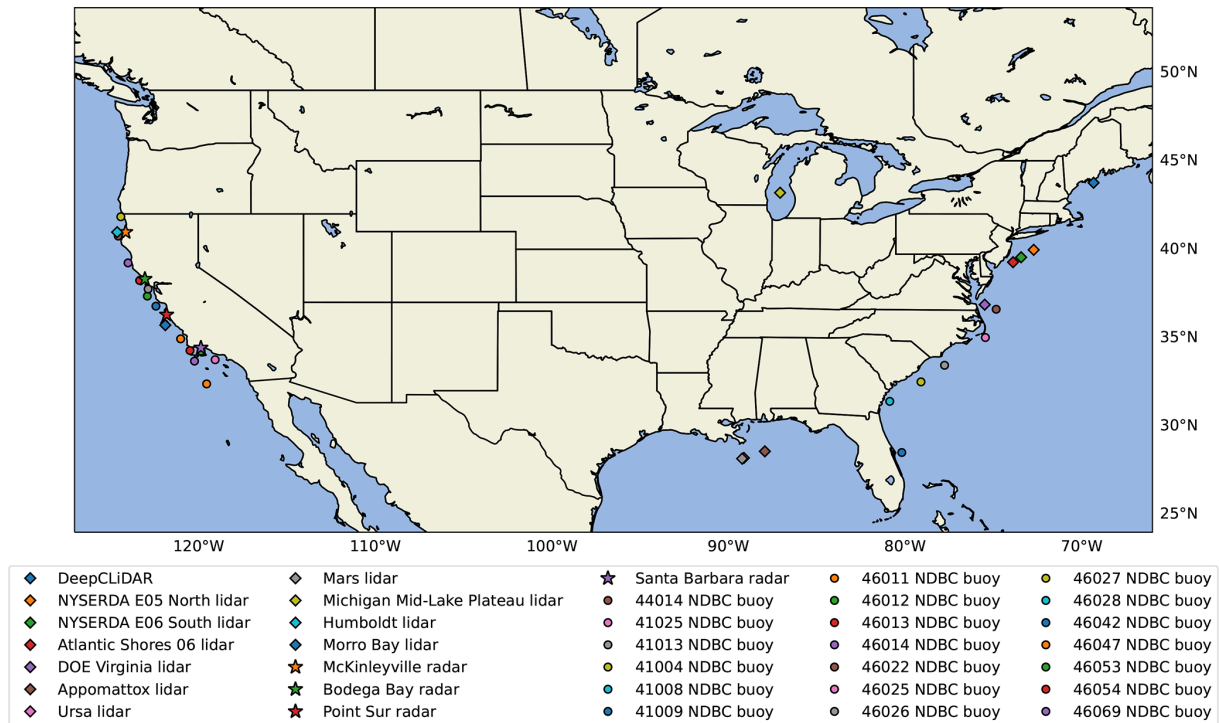 50°N
45°N
40°N
35°N
30°N
25°N
120°W 110°W 100°W 90°W 80°W 70°W
DeepCLiDAR
NYSERDA E05 North lidar
NYSERDA E06 South lidar
Atlantic Shores 06 lidar
DOE Virginia lidar
Appomattox lidar
Ursa lidar
Mars lidar
Michigan Mid-Lake Plateau lidar
Humboldt lidar
Morro Bay lidar
McKinleyville radar
Bodega Bay radar
Point Sur radar
Santa Barbara radar
44014 NDBC buoy
41025 NDBC buoy
41013 NDBC buoy
41004 NDBC buoy
41008 NDBC buoy
41009 NDBC buoy
46011 NDBC buoy
46012 NDBC buoy
46013 NDBC buoy
46014 NDBC buoy
46022 NDBC buoy
46025 NDBC buoy
46026 NDBC buoy
46027 NDBC buoy
46028 NDBC buoy
46042 NDBC buoy
46047 NDBC buoy
46053 NDBC buoy
46054 NDBC buoy
46069 NDBC buoy